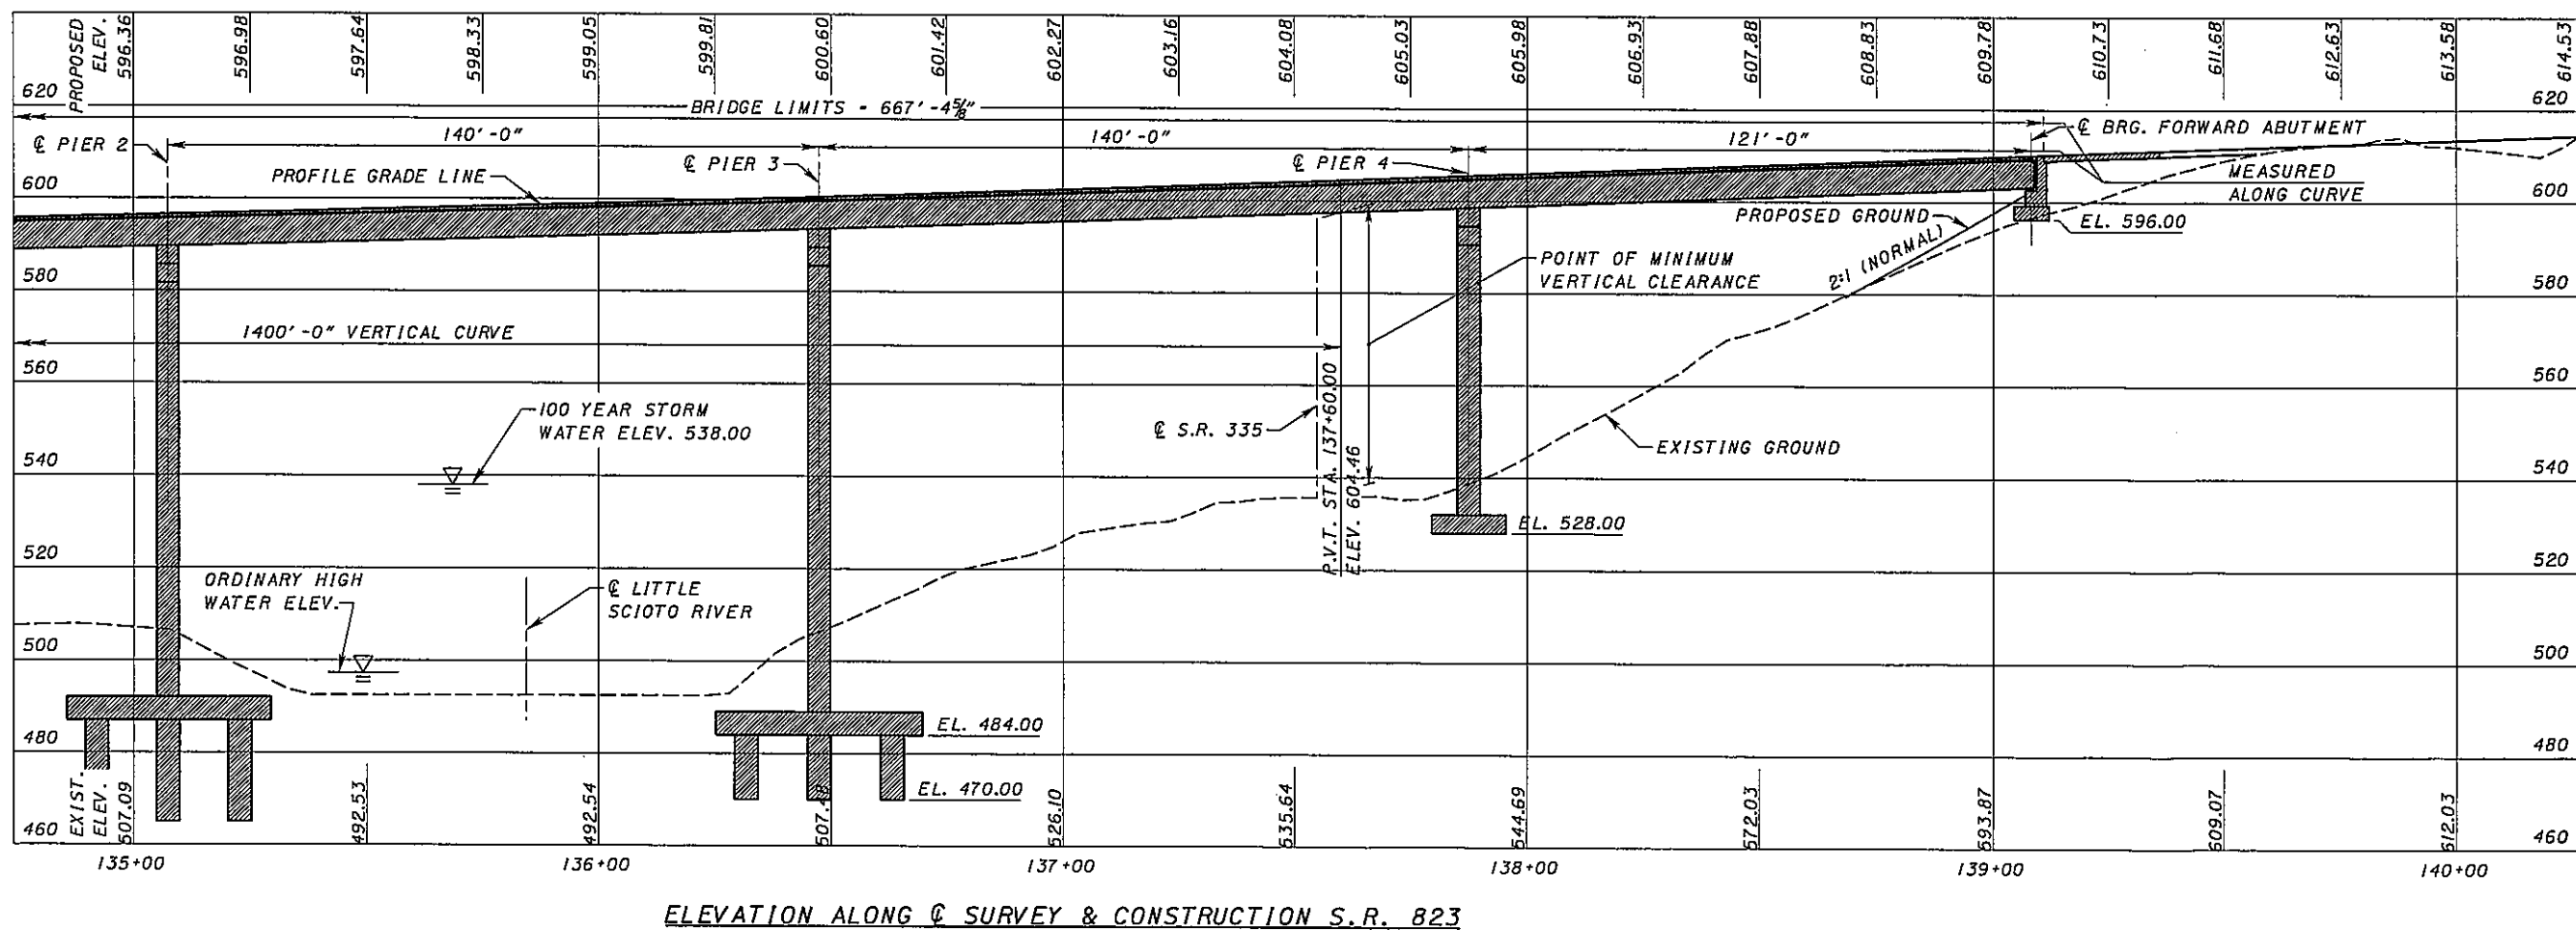 PROPOSED
ELEV.
596.36
596.98
597.64
598.33
599.05
599.81
600.60
601.42
602.27
603.16
604.08
605.03
605.98
606.93
607.88
608.83
609.78
610.73
611.68
612.63
613.58
614.53
620
BRIDGE LIMITS - 667'-4⅝"
620
℄ PIER 2
140'-0"
℄ PIER 3
140'-0"
℄ PIER 4
121'-0"
℄ BRG. FORWARD ABUTMENT
MEASURED
ALONG CURVE
600
PROFILE GRADE LINE
600
PROPOSED GROUND
EL. 596.00
2:1 (NORMAL)
POINT OF MINIMUM
VERTICAL CLEARANCE
580
580
1400'-0" VERTICAL CURVE
560
560
100 YEAR STORM
WATER ELEV. 538.00
℄ S.R. 335
P.V.T. STA. 137+60.00
ELEV. 604.46
EXISTING GROUND
540
540
EL. 528.00
520
520
ORDINARY HIGH
WATER ELEV.
℄ LITTLE
SCIOTO RIVER
500
500
EL. 484.00
480
480
EL. 470.00
EXIST.
ELEV.
507.09
492.53
492.54
507.48
526.10
535.64
544.69
572.03
593.87
609.07
612.03
460
460
135+00
136+00
137+00
138+00
139+00
140+00
ELEVATION ALONG ℄ SURVEY & CONSTRUCTION S.R. 823